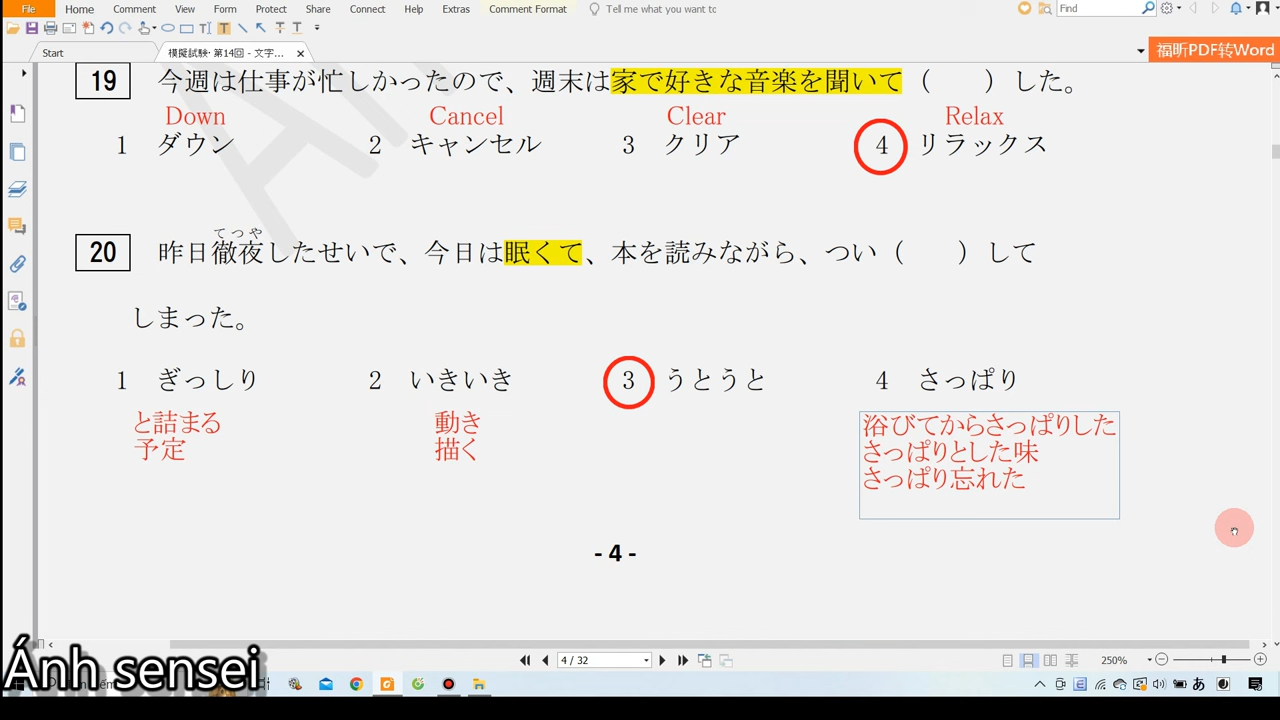 File Home Comment View Form Protect Share Connect Help Extras Comment Format Tell me what you want to Find
Start 模擬試験・第14回 - 文字... 福昕PDF转Word
19 今週は仕事が忙しかったので、週末は家で好きな音楽を聞いて（　　）した。
Down Cancel Clear Relax
1 ダウン 2 キャンセル 3 クリア 4 リラックス
てつや
20 昨日徹夜したせいで、今日は眠くて、本を読みながら、つい（　　）して
しまった。
1 ぎっしり 2 いきいき 3 うとうと 4 さっぱり
と詰まる 動き 浴びてからさっぱりした
予定 描く さっぱりとした味
さっぱり忘れた
- 4 -
Ánh sensei
4 / 32 250%
あ